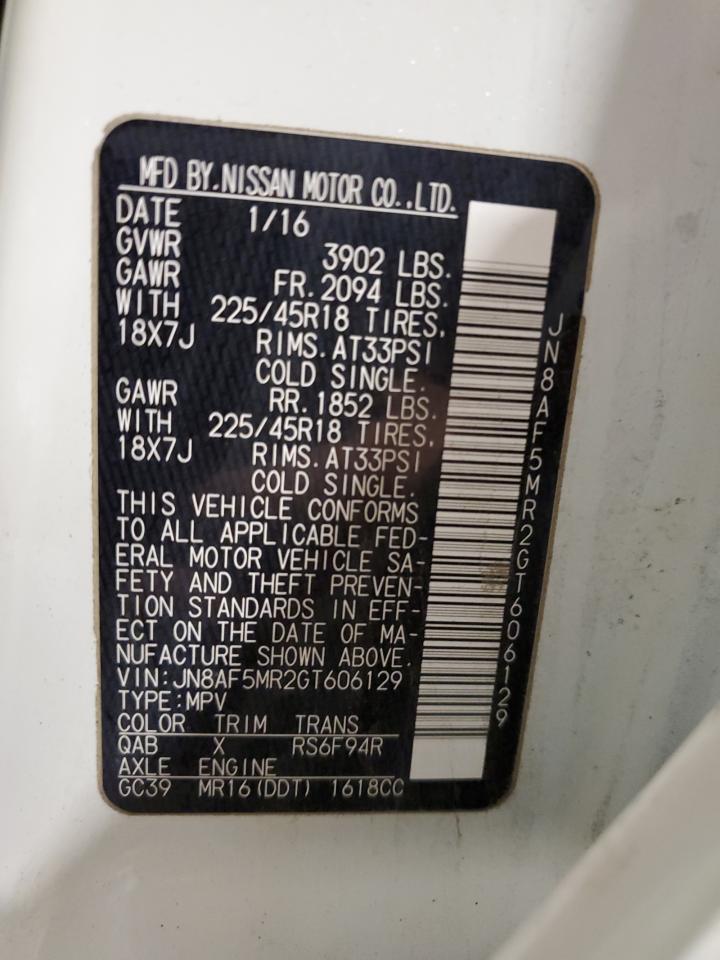 MFD BY.NISSAN MOTOR CO.,LTD.
DATE 1/16
GVWR 3902 LBS.
GAWR FR.2094 LBS.
WITH 225/45R18 TIRES.
18X7J RIMS.AT33PSI
COLD SINGLE.
GAWR RR.1852 LBS.
WITH 225/45R18 TIRES.
18X7J RIMS.AT33PSI
COLD SINGLE.
THIS VEHICLE CONFORMS
TO ALL APPLICABLE FED-
ERAL MOTOR VEHICLE SA-
FETY AND THEFT PREVEN-
TION STANDARDS IN EFF-
ECT ON THE DATE OF MA-
NUFACTURE SHOWN ABOVE.
VIN:JN8AF5MR2GT606129
TYPE:MPV
COLOR TRIM TRANS
QAB X RS6F94R
AXLE ENGINE
GC39 MR16(DDT) 1618CC
JN8AF5MR2GT606129